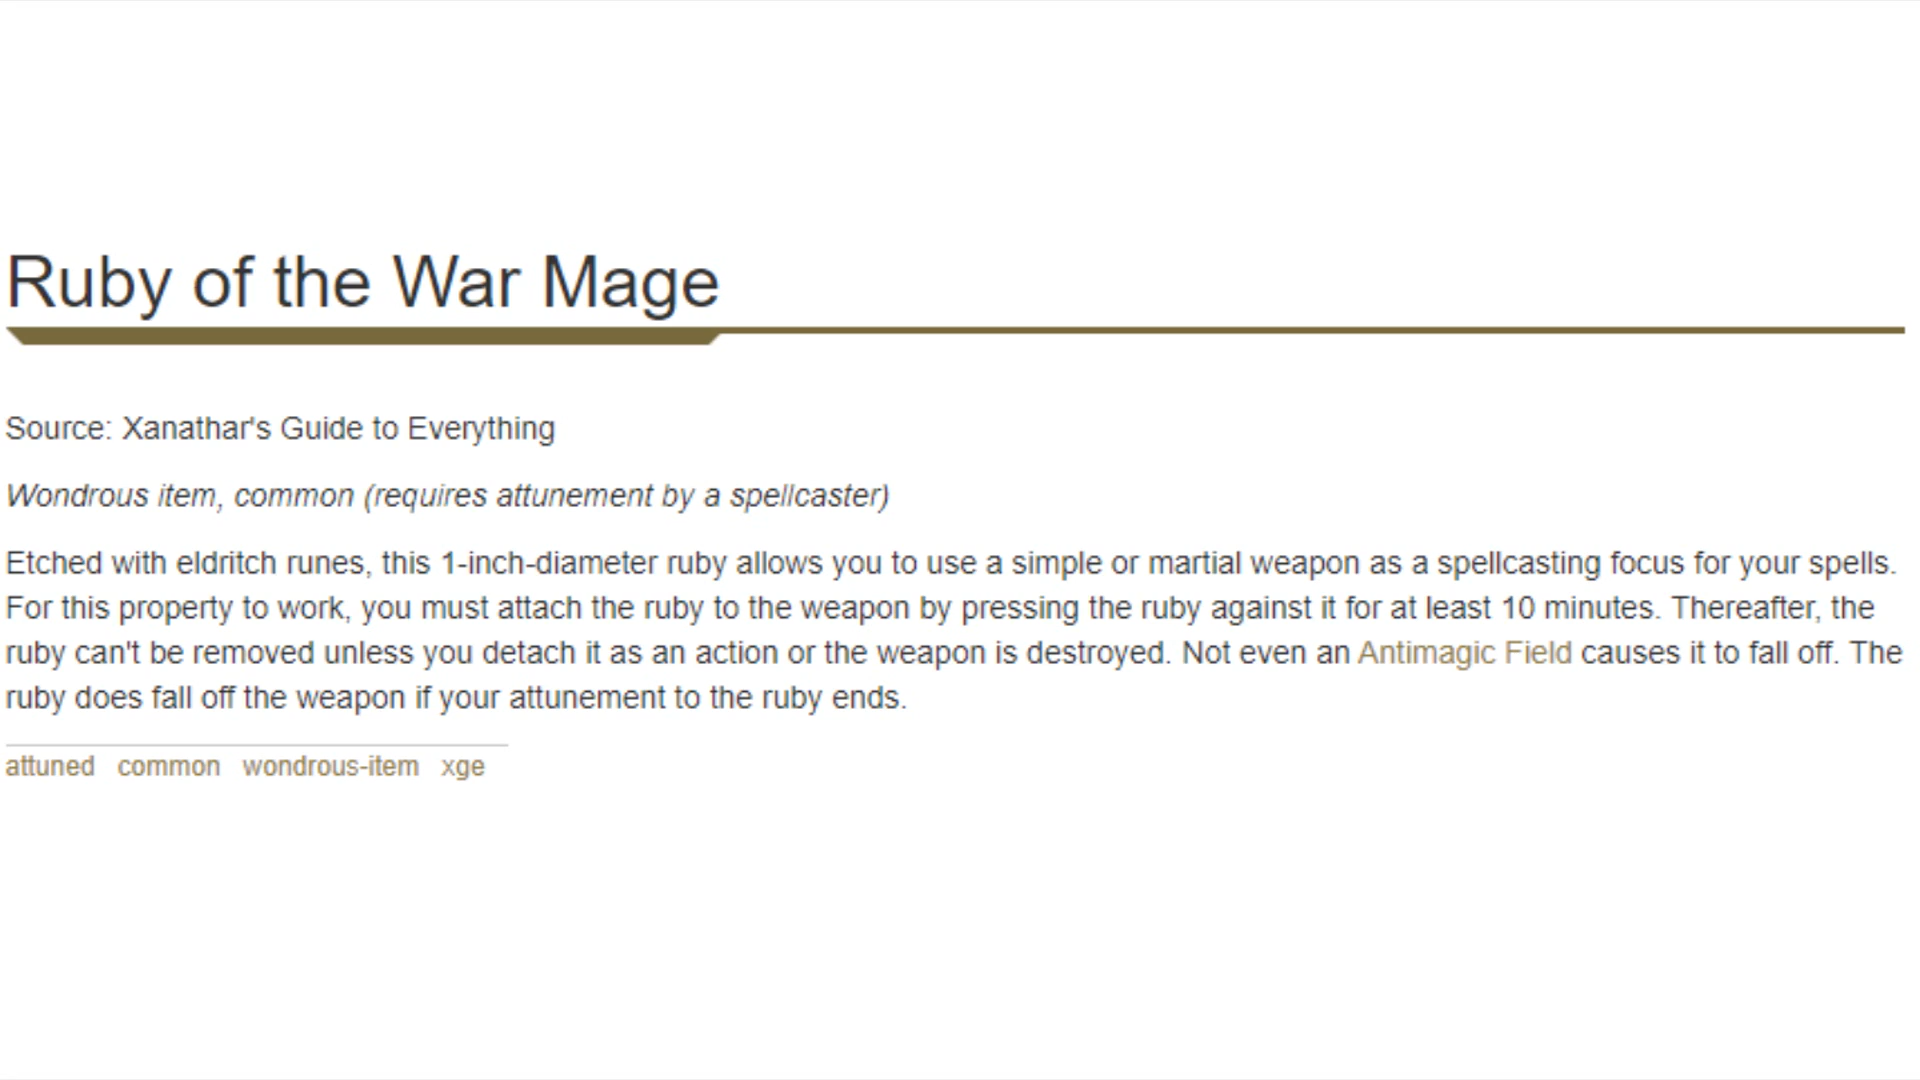 Ruby of the War Mage
Source: Xanathar's Guide to Everything
Wondrous item, common (requires attunement by a spellcaster)
Etched with eldritch runes, this 1-inch-diameter ruby allows you to use a simple or martial weapon as a spellcasting focus for your spells.
For this property to work, you must attach the ruby to the weapon by pressing the ruby against it for at least 10 minutes. Thereafter, the
ruby can't be removed unless you detach it as an action or the weapon is destroyed. Not even an Antimagic Field causes it to fall off. The
ruby does fall off the weapon if your attunement to the ruby ends.
attuned common wondrous-item xge